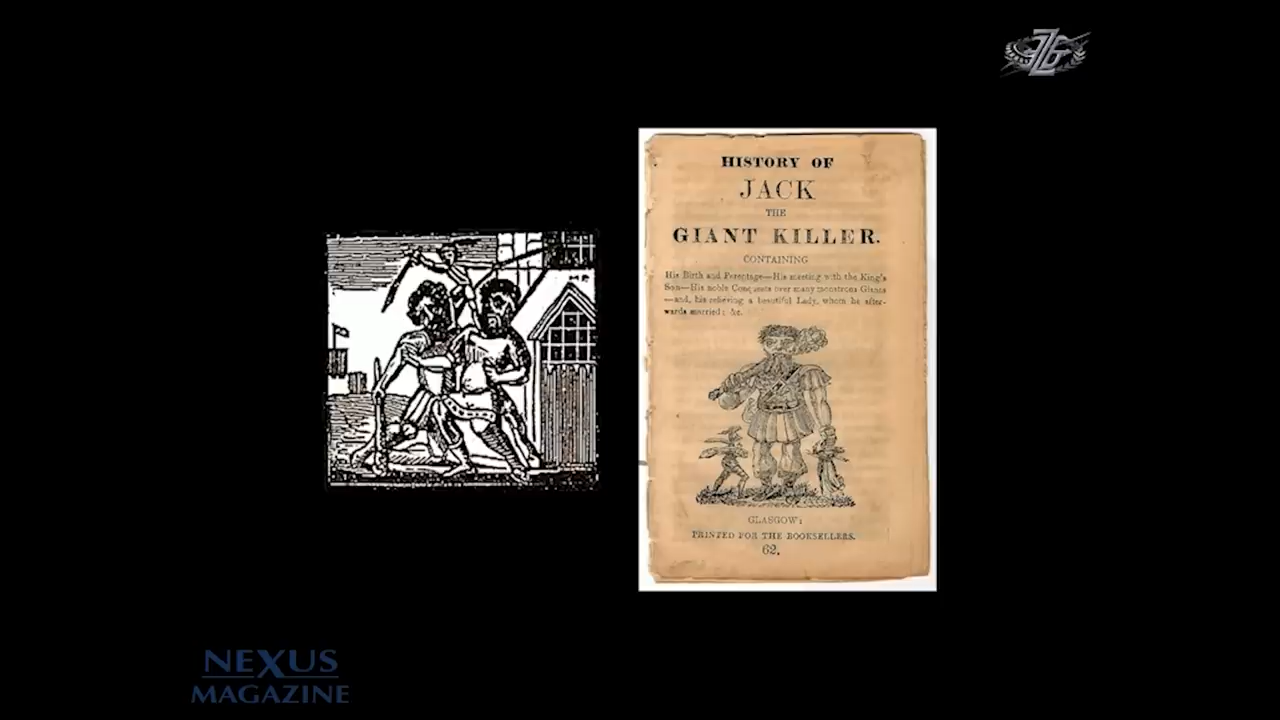 HISTORY OF
JACK
THE
GIANT KILLER.
CONTAINING
His Birth and Parentage—His meeting with the King's
Son—His noble Conquests over many monstrous Giants
—and, his relieving a beautiful Lady, whom he after-
wards married; &c.
GLASGOW:
PRINTED FOR THE BOOKSELLERS.
62.
NEXUS
MAGAZINE